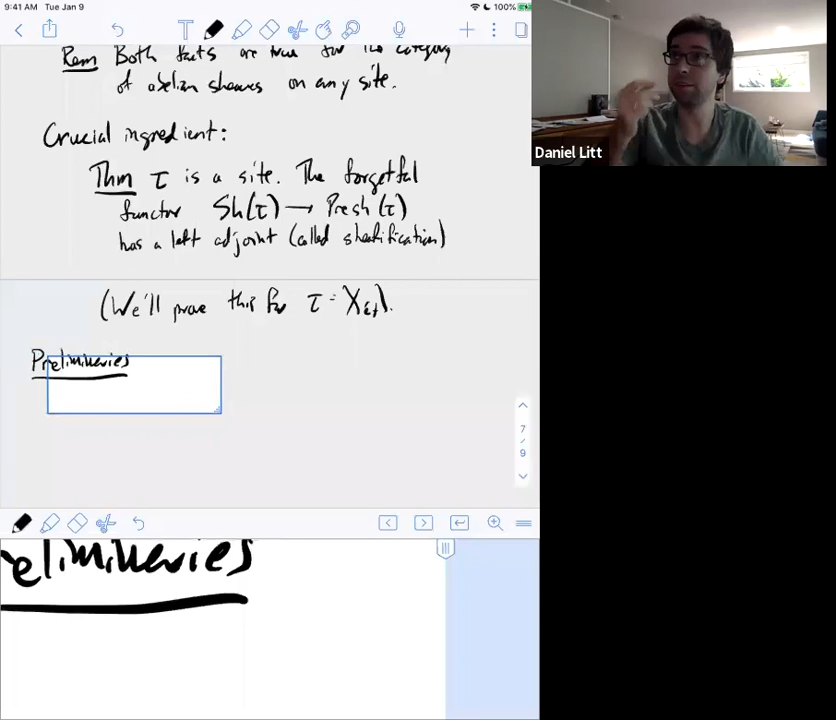 9:41 AM Tue Jan 9
100%
Rem Both facts are true for the category
of abelian sheaves on any site.
Crucial ingredient:
Thm τ is a site. The forgetful
functor Sh(τ) → Presh(τ)
has a left adjoint (called sheafification)
(We'll prove this for τ = Xét).
Preliminaries
7
/
9
reliminaries
Daniel Litt